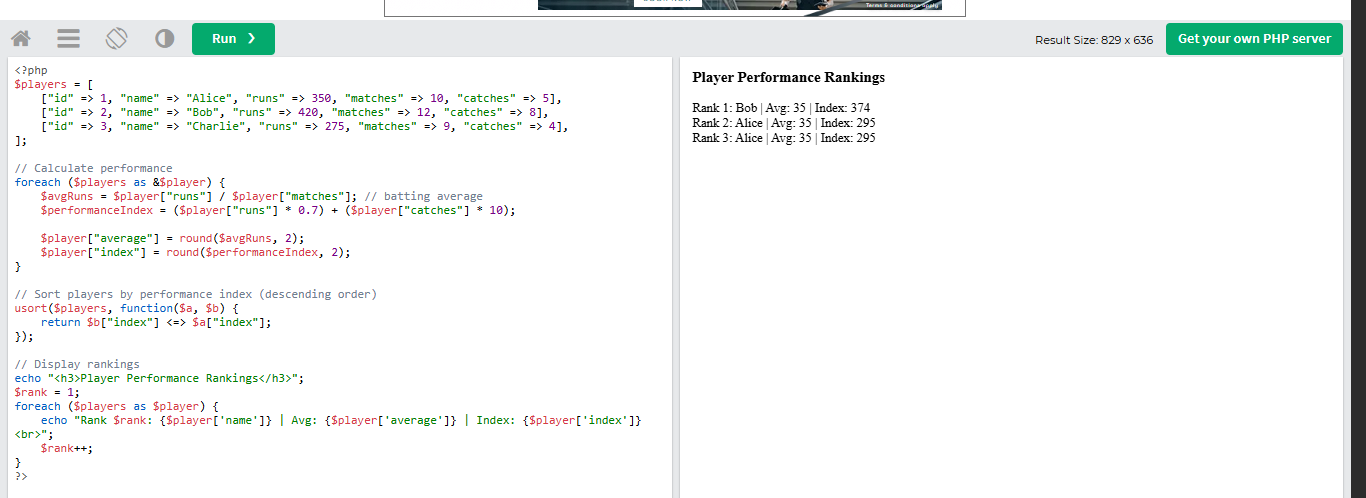 Terms & conditions apply
Run ❯
Result Size: 829 x 636
Get your own PHP server
<?php
$players = [
    ["id" => 1, "name" => "Alice", "runs" => 350, "matches" => 10, "catches" => 5],
    ["id" => 2, "name" => "Bob", "runs" => 420, "matches" => 12, "catches" => 8],
    ["id" => 3, "name" => "Charlie", "runs" => 275, "matches" => 9, "catches" => 4],
];
// Calculate performance
foreach ($players as &$player) {
    $avgRuns = $player["runs"] / $player["matches"]; // batting average
    $performanceIndex = ($player["runs"] * 0.7) + ($player["catches"] * 10);
    $player["average"] = round($avgRuns, 2);
    $player["index"] = round($performanceIndex, 2);
}
// Sort players by performance index (descending order)
usort($players, function($a, $b) {
    return $b["index"] <=> $a["index"];
});
// Display rankings
echo "<h3>Player Performance Rankings</h3>";
$rank = 1;
foreach ($players as $player) {
    echo "Rank $rank: {$player['name']} | Avg: {$player['average']} | Index: {$player['index']}
<br>";
    $rank++;
}
?>
Player Performance Rankings
Rank 1: Bob | Avg: 35 | Index: 374
Rank 2: Alice | Avg: 35 | Index: 295
Rank 3: Alice | Avg: 35 | Index: 295